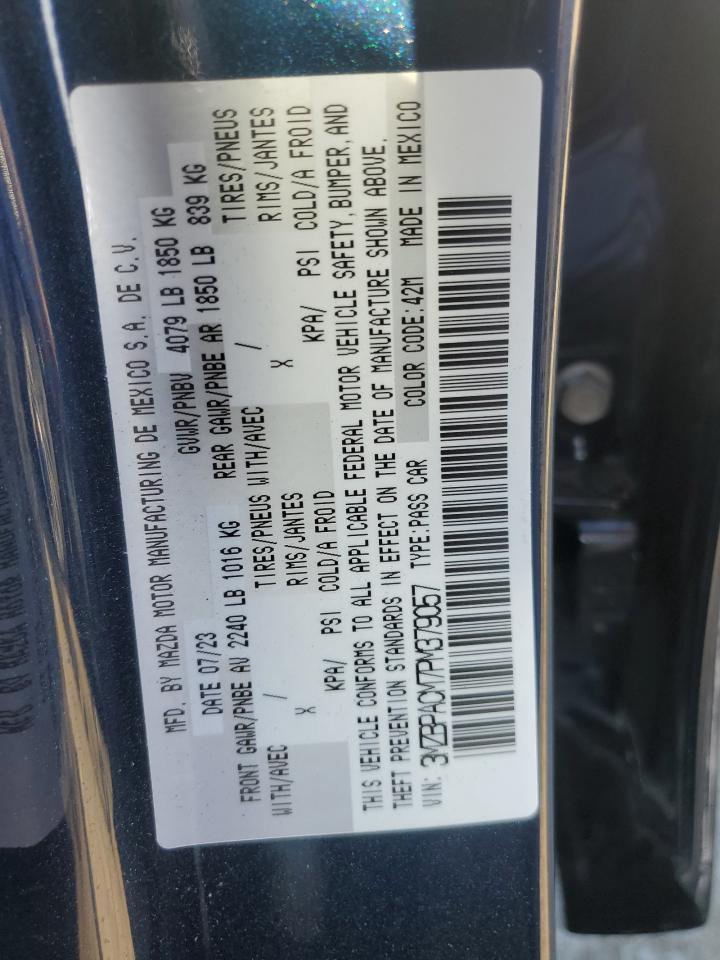 MFD. BY MAZDA MOTOR MANUFACTURING DE MEXICO S.A. DE C.V.
DATE 07/23 GVWR/PNBV 4079 LB 1850 KG
FRONT GAWR/PNBE AV 2240 LB 1016 KG REAR GAWR/PNBE AR 1850 LB 839 KG
TIRES/PNEUS WITH/AVEC / TIRES/PNEUS
WITH/AVEC / RIMS/JANTES X RIMS/JANTES
X KPA/ PSI COLD/A FROID KPA/ PSI COLD/A FROID
THIS VEHICLE CONFORMS TO ALL APPLICABLE FEDERAL MOTOR VEHICLE SAFETY, BUMPER, AND
THEFT PREVENTION STANDARDS IN EFFECT ON THE DATE OF MANUFACTURE SHOWN ABOVE.
VIN: 3MZBPACM7PM379057 TYPE:PASS CAR COLOR CODE:42M MADE IN MEXICO